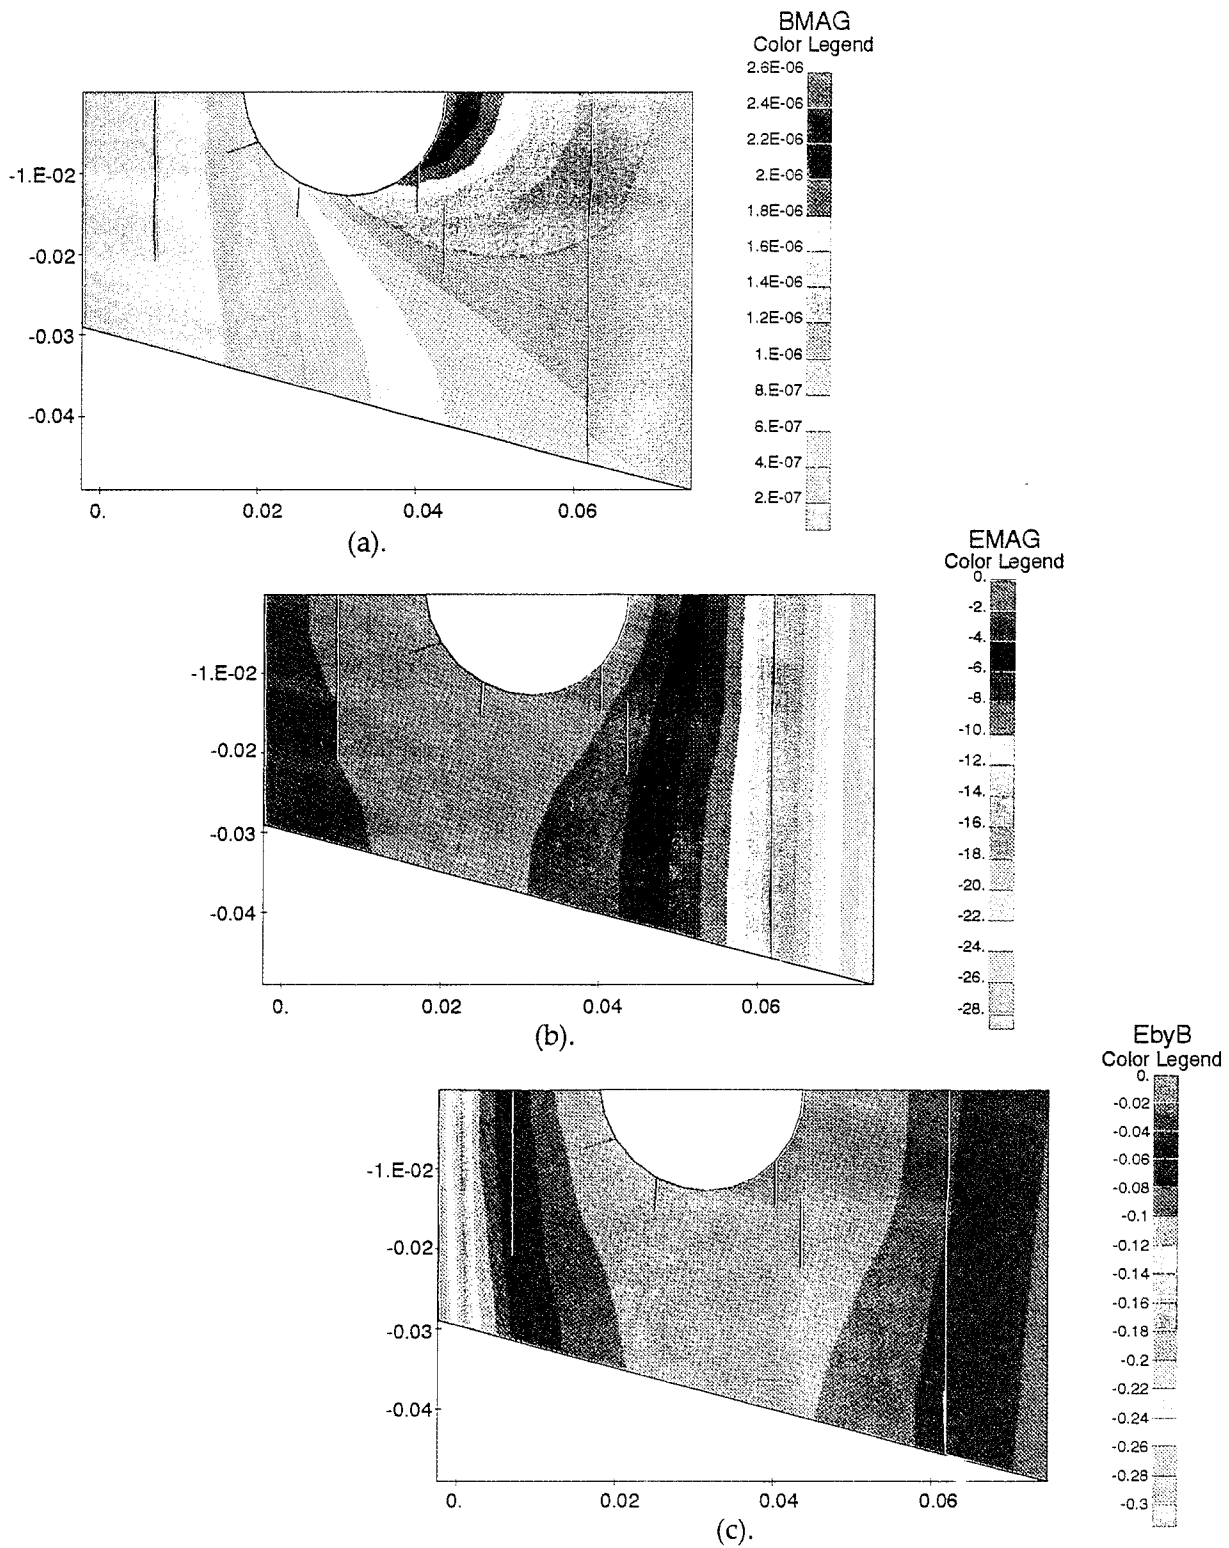 BMAG
Color Legend
2.6E-06
2.4E-06
2.2E-06
2.E-06
1.8E-06
1.6E-06
1.4E-06
1.2E-06
1.E-06
8.E-07
6.E-07
4.E-07
2.E-07
-1.E-02
-0.02
-0.03
-0.04
0. 0.02 0.04 0.06
(a).
EMAG
Color Legend
0.
-2.
-4.
-6.
-8.
-10.
-12.
-14.
-16.
-18.
-20.
-22.
-24.
-26.
-28.
-1.E-02
-0.02
-0.03
-0.04
0. 0.02 0.04 0.06
(b).
EbyB
Color Legend
0.
-0.02
-0.04
-0.06
-0.08
-0.1
-0.12
-0.14
-0.16
-0.18
-0.2
-0.22
-0.24
-0.26
-0.28
-0.3
-1.E-02
-0.02
-0.03
-0.04
0. 0.02 0.04 0.06
(c).